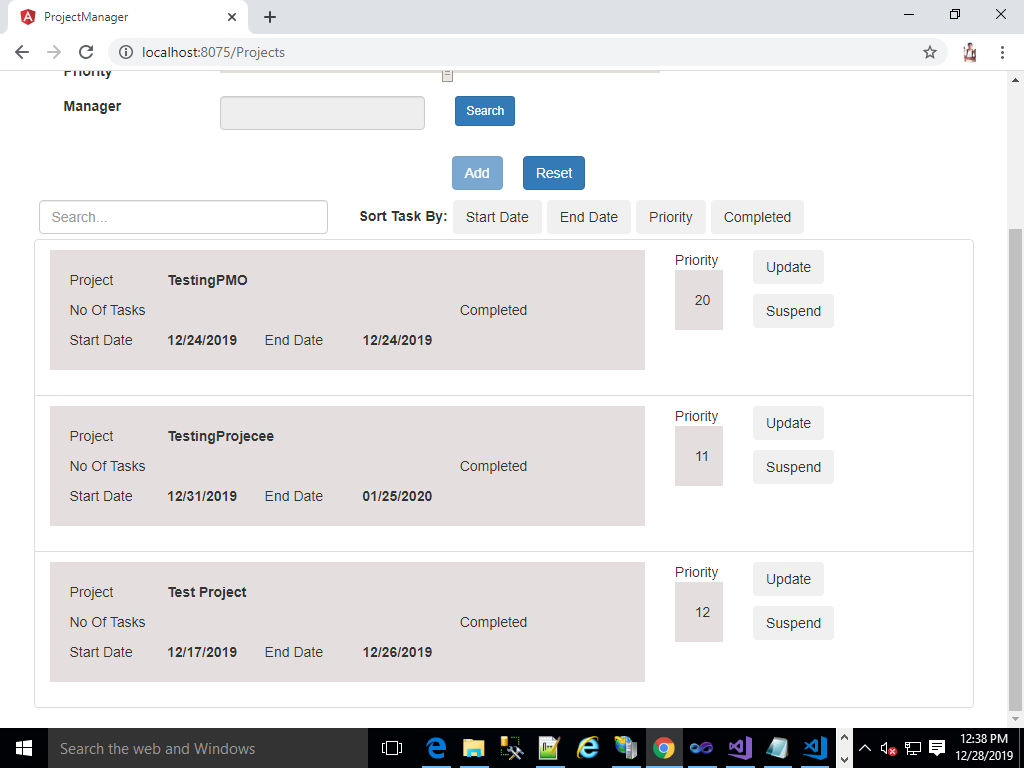 ProjectManager
localhost:8075/Projects
Priority
Manager
Search
Add Reset
Search... Sort Task By: Start Date End Date Priority Completed
Project TestingPMO
No Of Tasks Completed
Start Date 12/24/2019 End Date 12/24/2019
Priority
20
Update
Suspend
Project TestingProjecee
No Of Tasks Completed
Start Date 12/31/2019 End Date 01/25/2020
Priority
11
Update
Suspend
Project Test Project
No Of Tasks Completed
Start Date 12/17/2019 End Date 12/26/2019
Priority
12
Update
Suspend
Search the web and Windows
12:38 PM
12/28/2019